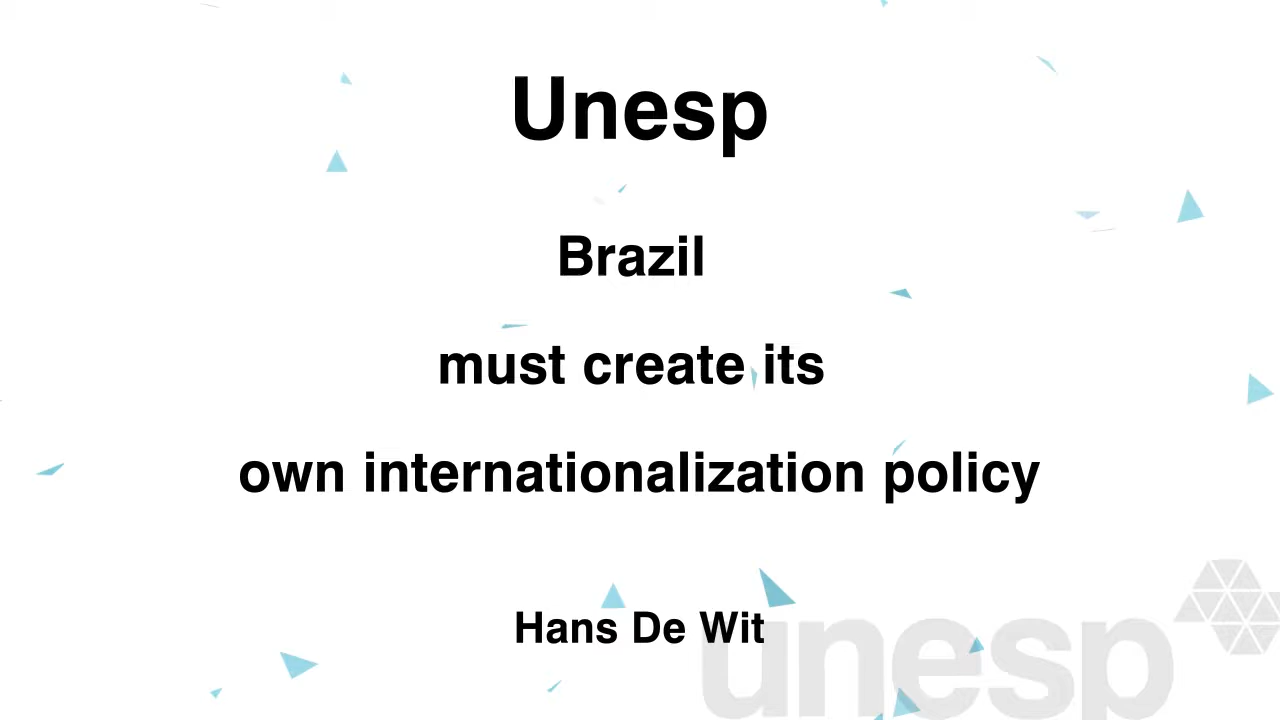 Unesp
Brazil
must create its
own internationalization policy
Hans De Wit
unesp